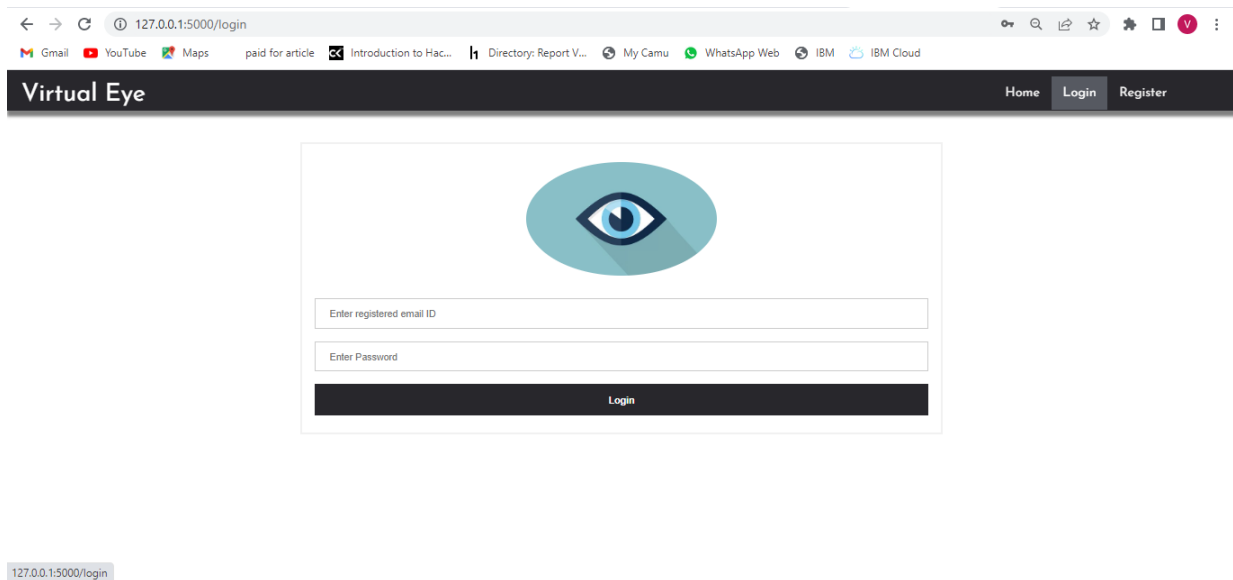 127.0.0.1:5000/login
V
Gmail YouTube Maps paid for article CK Introduction to Hac... h1 Directory: Report V... My Camu WhatsApp Web IBM IBM Cloud
Virtual Eye Home Login Register
Enter registered email ID
Enter Password
Login
127.0.0.1:5000/login